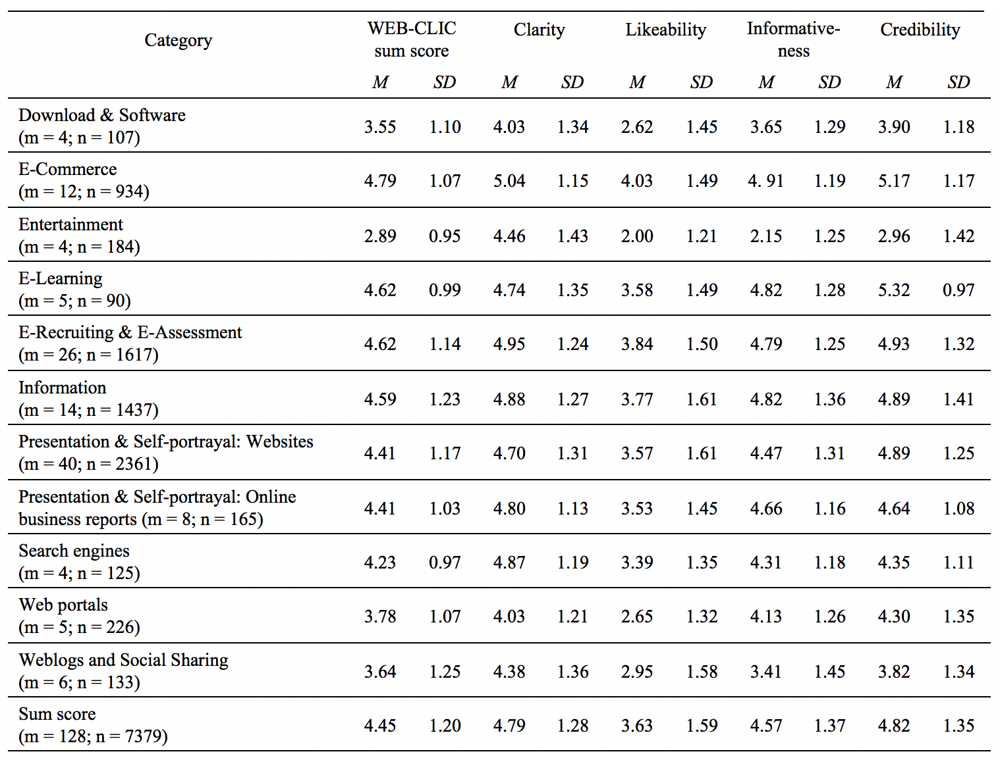 Category WEB-CLIC sum score Clarity Likeability Informative-ness Credibility
M SD M SD M SD M SD M SD
Download & Software
(m = 4; n = 107) 3.55 1.10 4.03 1.34 2.62 1.45 3.65 1.29 3.90 1.18
E-Commerce
(m = 12; n = 934) 4.79 1.07 5.04 1.15 4.03 1.49 4. 91 1.19 5.17 1.17
Entertainment
(m = 4; n = 184) 2.89 0.95 4.46 1.43 2.00 1.21 2.15 1.25 2.96 1.42
E-Learning
(m = 5; n = 90) 4.62 0.99 4.74 1.35 3.58 1.49 4.82 1.28 5.32 0.97
E-Recruiting & E-Assessment
(m = 26; n = 1617) 4.62 1.14 4.95 1.24 3.84 1.50 4.79 1.25 4.93 1.32
Information
(m = 14; n = 1437) 4.59 1.23 4.88 1.27 3.77 1.61 4.82 1.36 4.89 1.41
Presentation & Self-portrayal: Websites
(m = 40; n = 2361) 4.41 1.17 4.70 1.31 3.57 1.61 4.47 1.31 4.89 1.25
Presentation & Self-portrayal: Online
business reports (m = 8; n = 165) 4.41 1.03 4.80 1.13 3.53 1.45 4.66 1.16 4.64 1.08
Search engines
(m = 4; n = 125) 4.23 0.97 4.87 1.19 3.39 1.35 4.31 1.18 4.35 1.11
Web portals
(m = 5; n = 226) 3.78 1.07 4.03 1.21 2.65 1.32 4.13 1.26 4.30 1.35
Weblogs and Social Sharing
(m = 6; n = 133) 3.64 1.25 4.38 1.36 2.95 1.58 3.41 1.45 3.82 1.34
Sum score
(m = 128; n = 7379) 4.45 1.20 4.79 1.28 3.63 1.59 4.57 1.37 4.82 1.35